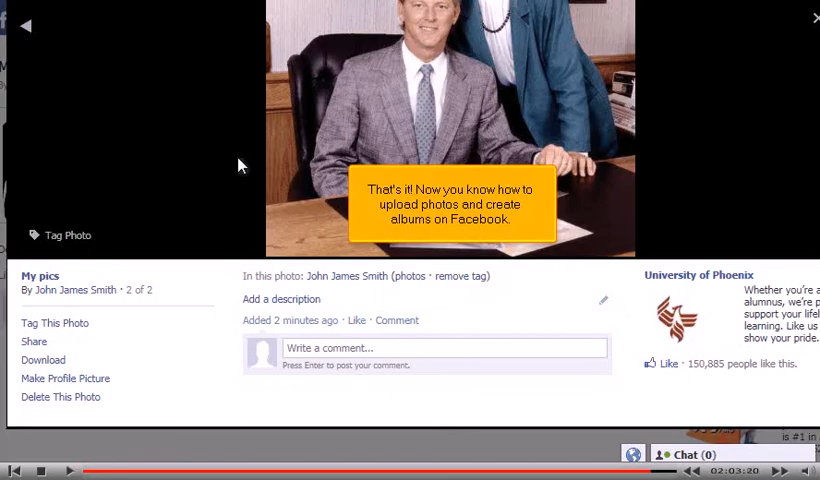 That's it! Now you know how to
upload photos and create
albums on Facebook.
Tag Photo
My pics
By John James Smith · 2 of 2
Tag This Photo
Share
Download
Make Profile Picture
Delete This Photo
In this photo: John James Smith (photos · remove tag)
Add a description
Added 2 minutes ago · Like · Comment
Write a comment...
Press Enter to post your comment.
University of Phoenix
Whether you're a
alumnus, we're p
support your lifel
learning. Like us
show your pride.
Like · 150,885 people like this.
is #1 in
Chat (0)
02:03:20